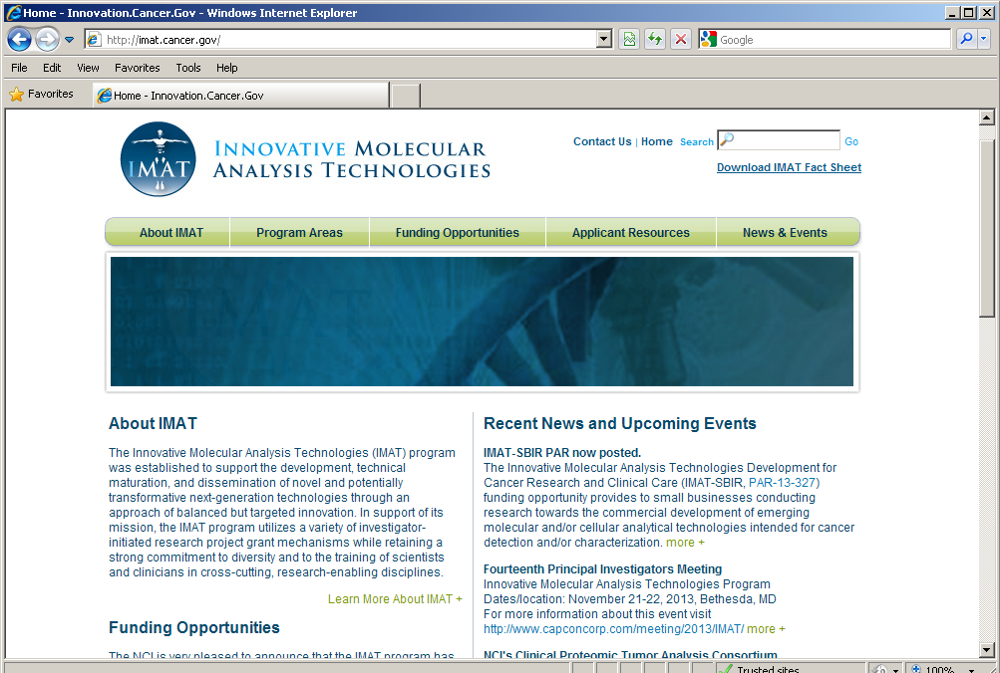 Home - Innovation.Cancer.Gov - Windows Internet Explorer
http://imat.cancer.gov/
Google
File Edit View Favorites Tools Help
Favorites
Home - Innovation.Cancer.Gov
IMAT
Innovative Molecular
Analysis Technologies
Contact Us | Home Search Go
Download IMAT Fact Sheet
About IMAT Program Areas Funding Opportunities Applicant Resources News & Events
About IMAT
The Innovative Molecular Analysis Technologies (IMAT) program
was established to support the development, technical
maturation, and dissemination of novel and potentially
transformative next-generation technologies through an
approach of balanced but targeted innovation. In support of its
mission, the IMAT program utilizes a variety of investigator-
initiated research project grant mechanisms while retaining a
strong commitment to diversity and to the training of scientists
and clinicians in cross-cutting, research-enabling disciplines.
Learn More About IMAT +
Funding Opportunities
The NCI is very pleased to announce that the IMAT program has
Recent News and Upcoming Events
IMAT-SBIR PAR now posted.
The Innovative Molecular Analysis Technologies Development for
Cancer Research and Clinical Care (IMAT-SBIR, PAR-13-327)
funding opportunity provides to small businesses conducting
research towards the commercial development of emerging
molecular and/or cellular analytical technologies intended for cancer
detection and/or characterization. more +
Fourteenth Principal Investigators Meeting
Innovative Molecular Analysis Technologies Program
Dates/location: November 21-22, 2013, Bethesda, MD
For more information about this event visit
http://www.capconcorp.com/meeting/2013/IMAT/ more +
NCI's Clinical Proteomic Tumor Analysis Consortium
Trusted sites
100%